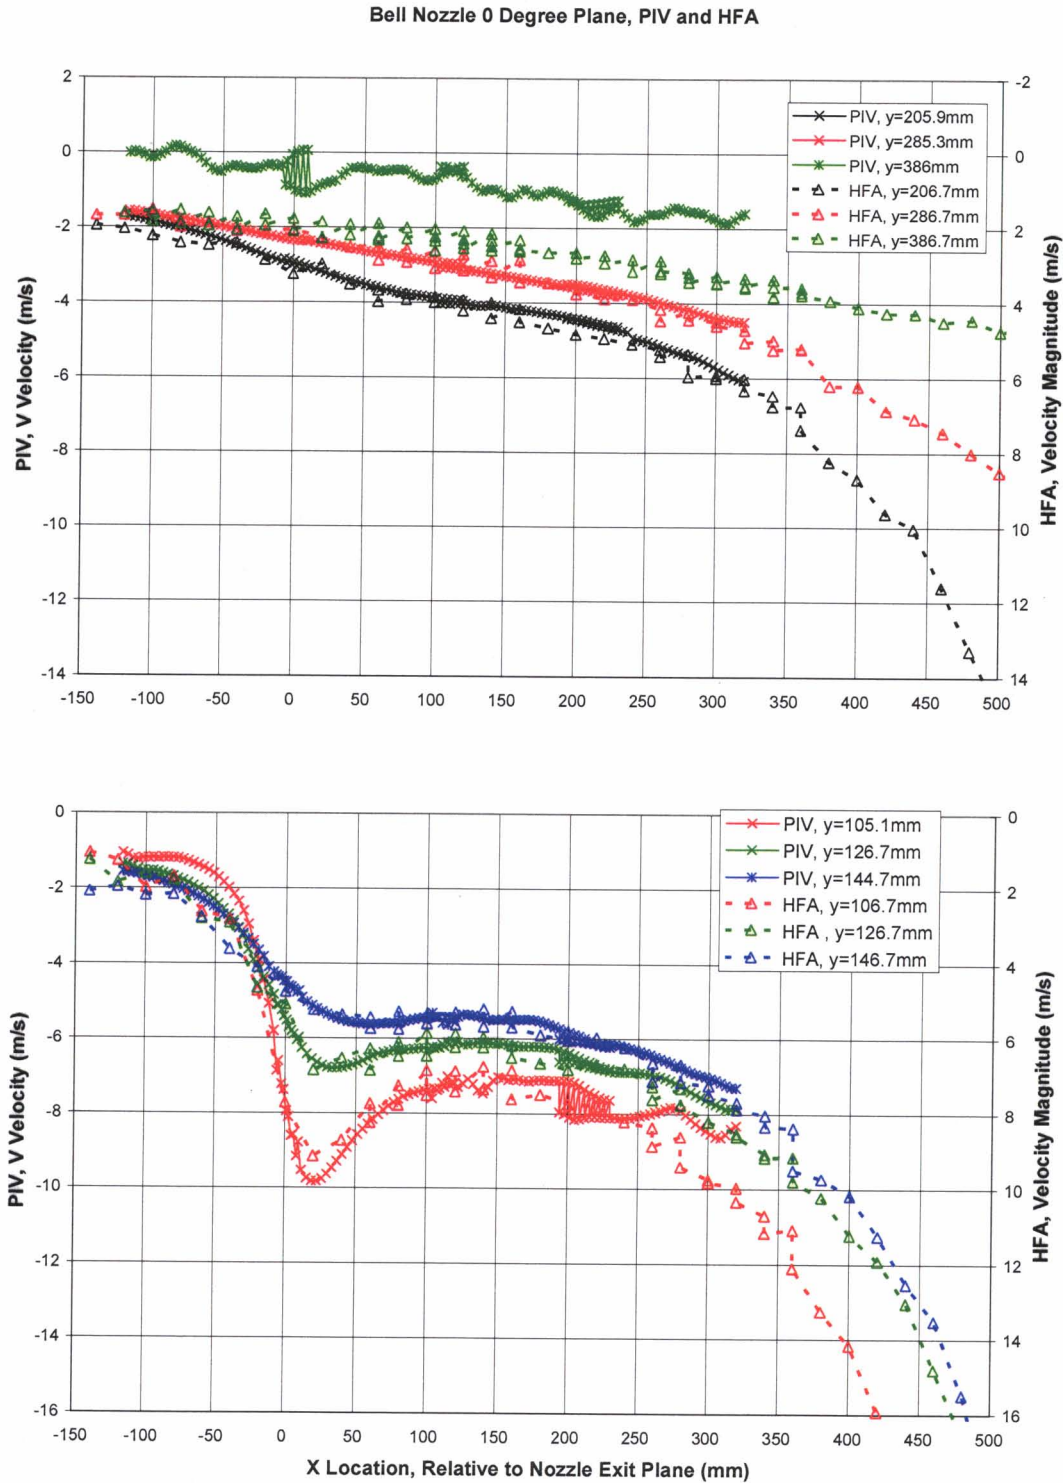 Bell Nozzle 0 Degree Plane, PIV and HFA
2
0
-2
-4
-6
-8
-10
-12
-14
PIV, V Velocity (m/s)
-2
0
2
4
6
8
10
12
14
HFA, Velocity Magnitude (m/s)
PIV, y=205.9mm
PIV, y=285.3mm
PIV, y=386mm
HFA, y=206.7mm
HFA, y=286.7mm
HFA, y=386.7mm
-150 -100 -50 0 50 100 150 200 250 300 350 400 450 500
0
-2
-4
-6
-8
-10
-12
-14
-16
PIV, V Velocity (m/s)
0
2
4
6
8
10
12
14
16
HFA, Velocity Magnitude (m/s)
PIV, y=105.1mm
PIV, y=126.7mm
PIV, y=144.7mm
HFA, y=106.7mm
HFA , y=126.7mm
HFA, y=146.7mm
-150 -100 -50 0 50 100 150 200 250 300 350 400 450 500
X Location, Relative to Nozzle Exit Plane (mm)